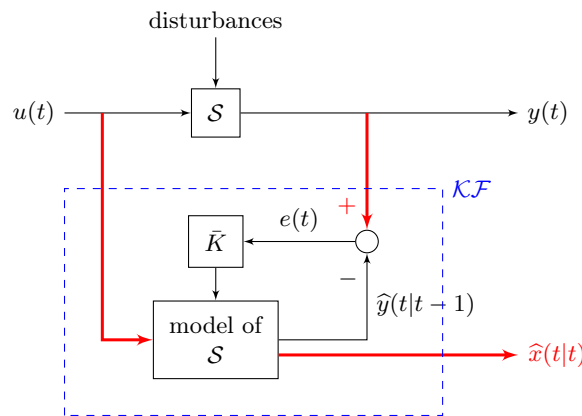 disturbances
u(t)
𝒮
y(t)
𝒦ℱ
+
e(t)
K̄
−
ŷ(t|t − 1)
model of
𝒮
x̂(t|t)